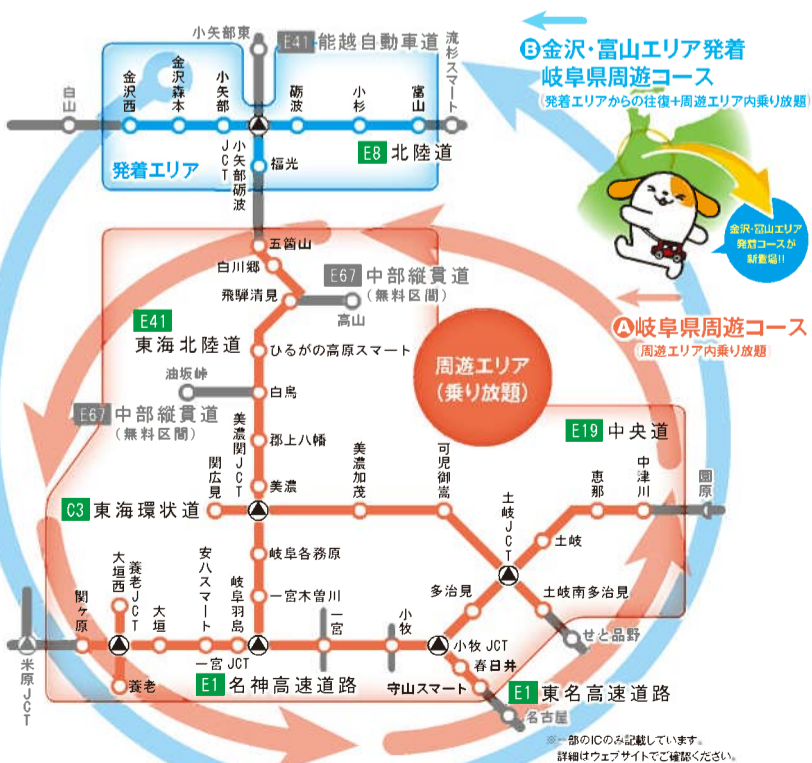 小矢部東
E41 能越自動車道
流杉スマート
B金沢・富山エリア発着
岐阜県周遊コース
(発着エリアからの往復+周遊エリア内乗り放題)
白山
金沢西
金沢森本
小矢部
砺波
小杉
富山
小矢部砺波JCT
福光
E8 北陸道
発着エリア
金沢・富山エリア
発着コースが
新登場!!
五箇山
白川郷
飛騨清見
E67 中部縦貫道
(無料区間)
高山
E41
東海北陸道
ひるがの高原スマート
油坂峠
白鳥
E67 中部縦貫道
(無料区間)
郡上八幡
美濃関JCT
美濃
周遊エリア
(乗り放題)
A岐阜県周遊コース
周遊エリア内乗り放題
E19 中央道
C3 東海環状道
関広見
美濃加茂
可児御嵩
土岐JCT
恵那
中津川
園原
土岐
岐阜各務原
一宮木曽川
多治見
土岐南多治見
せと品野
米原JCT
関ヶ原
大垣西
養老JCT
養老
大垣
安八スマート
岐阜羽島
一宮JCT
一宮
小牧
小牧JCT
春日井
守山スマート
名古屋
E1 名神高速道路
E1 東名高速道路
※一部のICのみ記載しています。
詳細はウェブサイトでご確認ください。